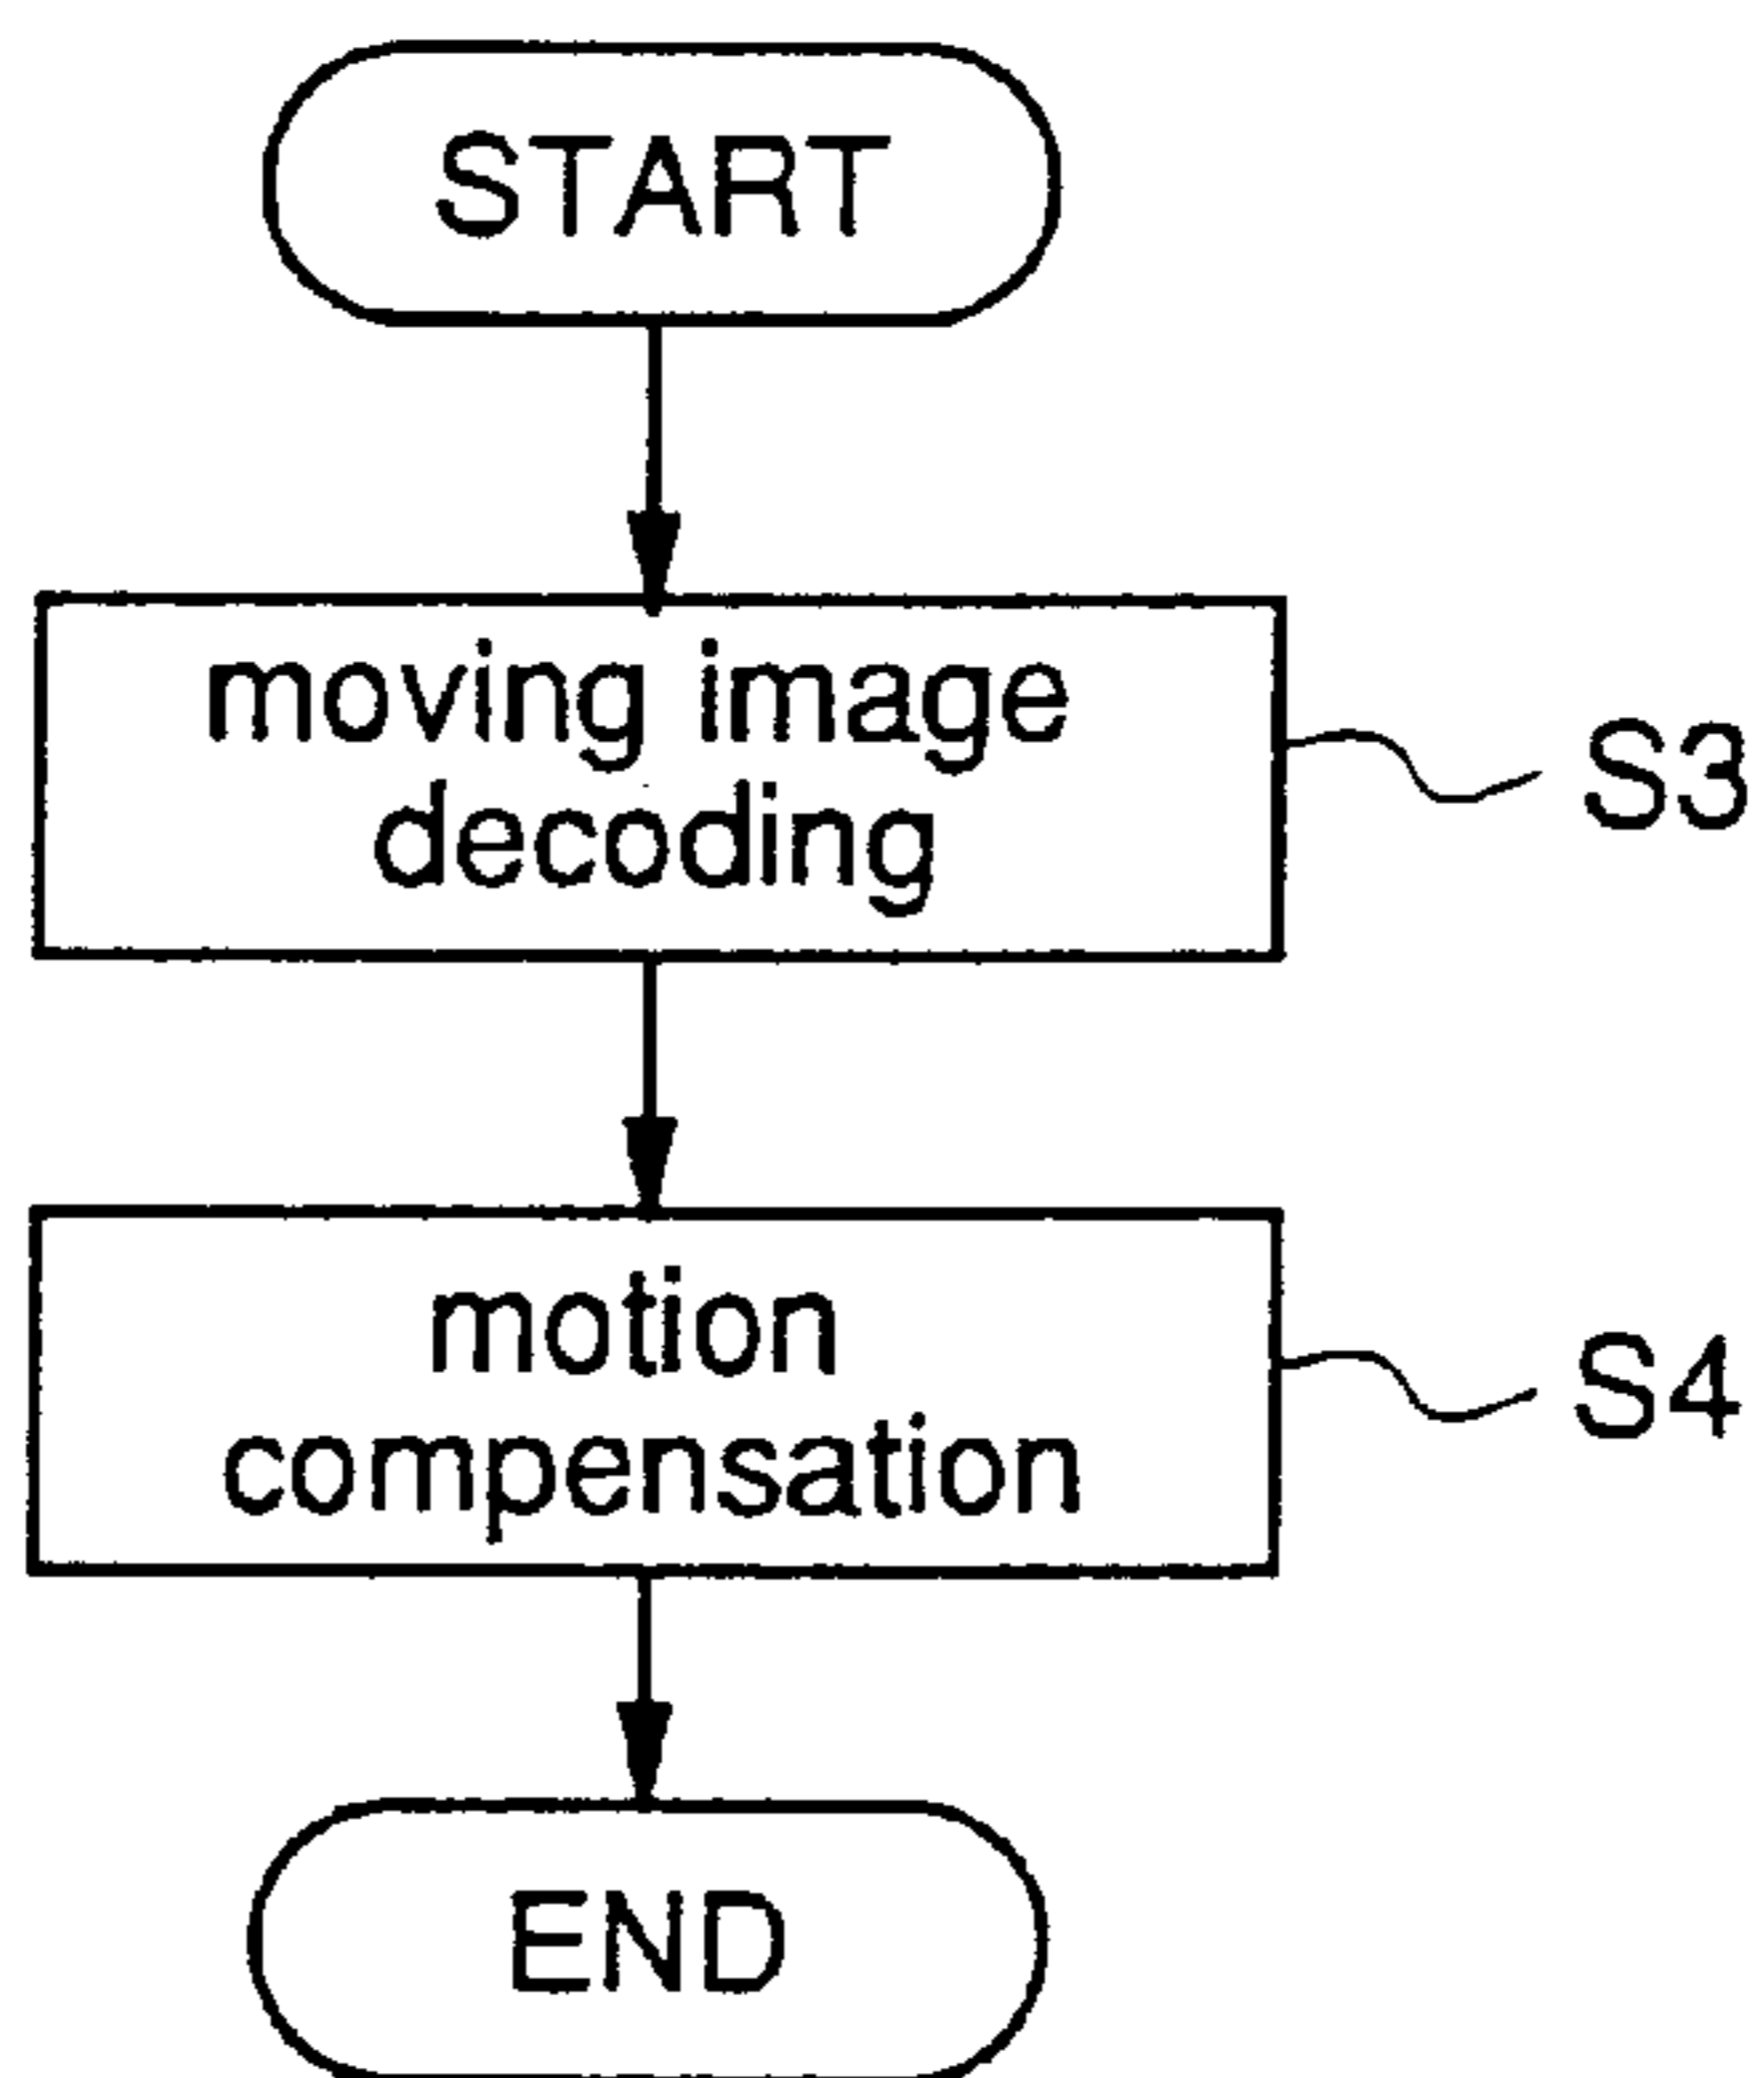 START
moving image
decoding
S3
motion
compensation
S4
END